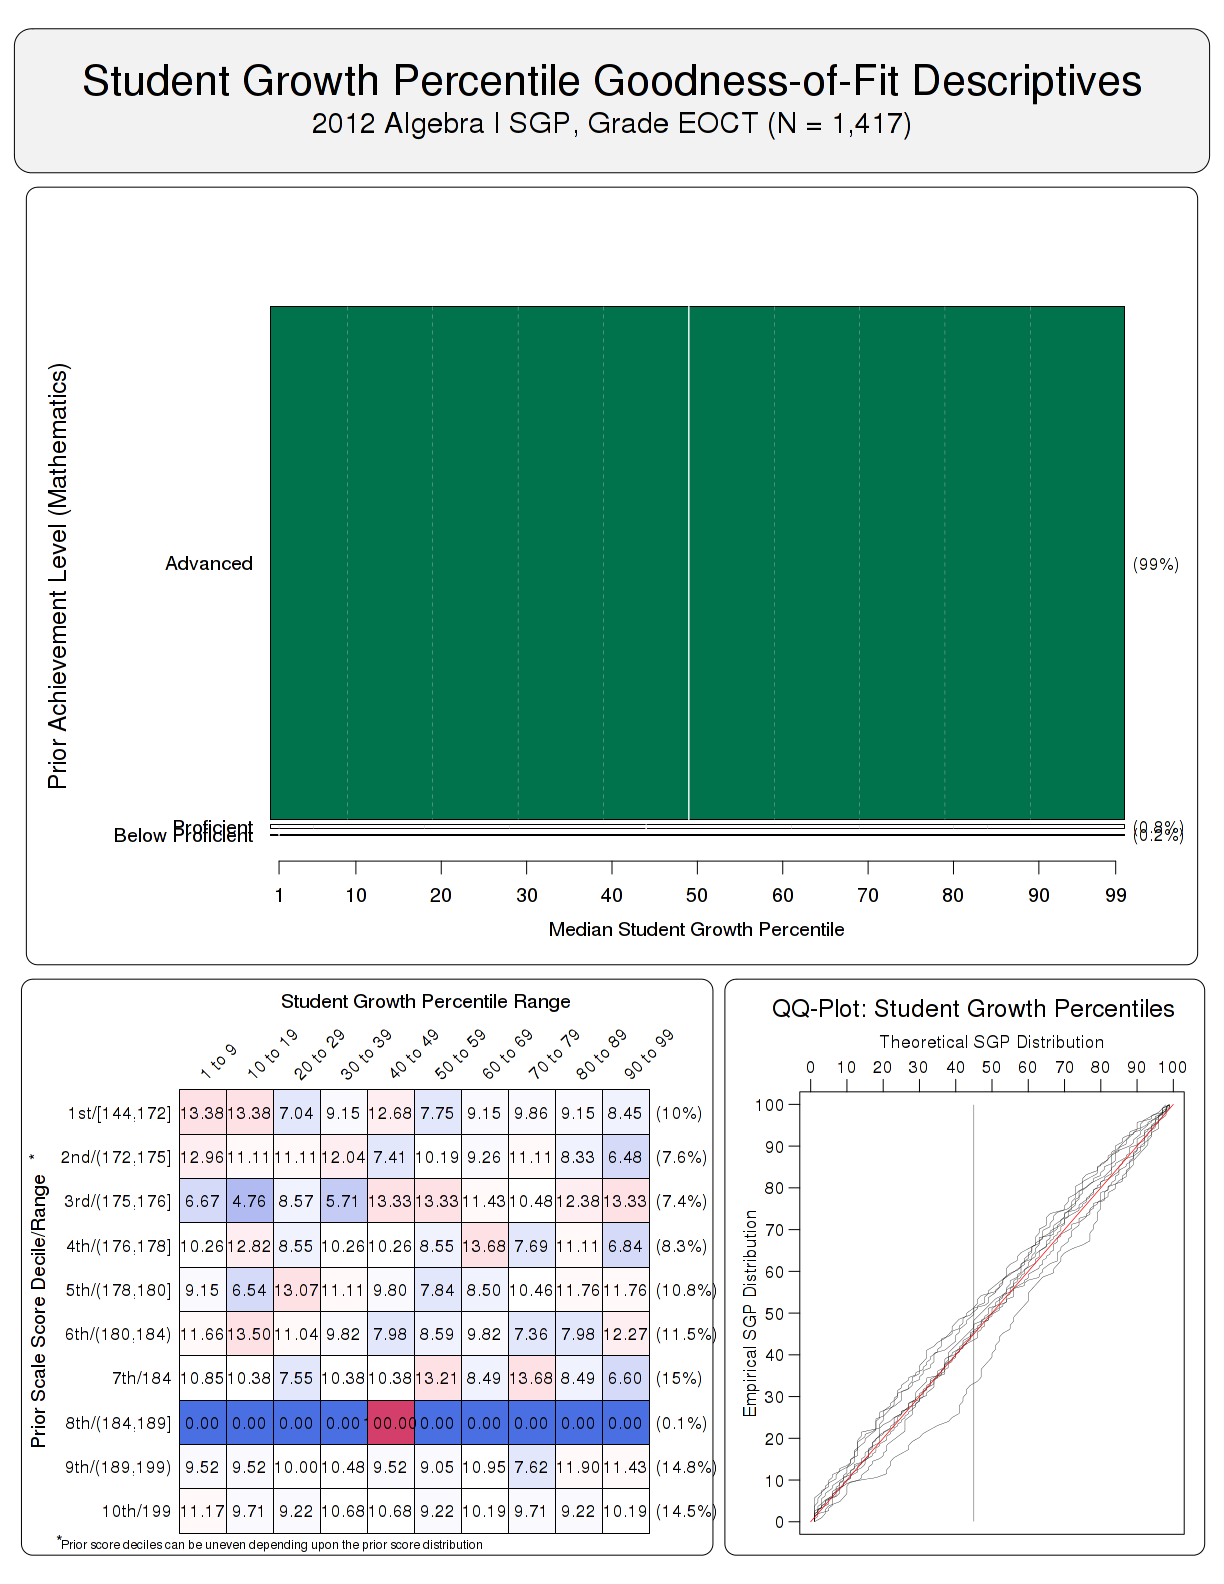 Student Growth Percentile Goodness-of-Fit Descriptives
2012 Algebra I SGP, Grade EOCT (N = 1,417)
Prior Achievement Level (Mathematics)
Advanced (99%)
Proficient (0.8%)
Below Proficient (0.2%)
1 10 20 30 40 50 60 70 80 90 99
Median Student Growth Percentile
Student Growth Percentile Range
1 to 9 10 to 19 20 to 29 30 to 39 40 to 49 50 to 59 60 to 69 70 to 79 80 to 89 90 to 99
Prior Scale Score Decile/Range *
1st/[144,172] 13.38 13.38 7.04 9.15 12.68 7.75 9.15 9.86 9.15 8.45 (10%)
2nd/(172,175] 12.96 11.11 11.11 12.04 7.41 10.19 9.26 11.11 8.33 6.48 (7.6%)
3rd/(175,176] 6.67 4.76 8.57 5.71 13.33 13.33 11.43 10.48 12.38 13.33 (7.4%)
4th/(176,178] 10.26 12.82 8.55 10.26 10.26 8.55 13.68 7.69 11.11 6.84 (8.3%)
5th/(178,180] 9.15 6.54 13.07 11.11 9.80 7.84 8.50 10.46 11.76 11.76 (10.8%)
6th/(180,184) 11.66 13.50 11.04 9.82 7.98 8.59 9.82 7.36 7.98 12.27 (11.5%)
7th/184 10.85 10.38 7.55 10.38 10.38 13.21 8.49 13.68 8.49 6.60 (15%)
8th/(184,189] 0.00 0.00 0.00 0.00 100.00 0.00 0.00 0.00 0.00 0.00 (0.1%)
9th/(189,199) 9.52 9.52 10.00 10.48 9.52 9.05 10.95 7.62 11.90 11.43 (14.8%)
10th/199 11.17 9.71 9.22 10.68 10.68 9.22 10.19 9.71 9.22 10.19 (14.5%)
*Prior score deciles can be uneven depending upon the prior score distribution
QQ-Plot: Student Growth Percentiles
Theoretical SGP Distribution
0 10 20 30 40 50 60 70 80 90 100
Empirical SGP Distribution
100
90
80
70
60
50
40
30
20
10
0